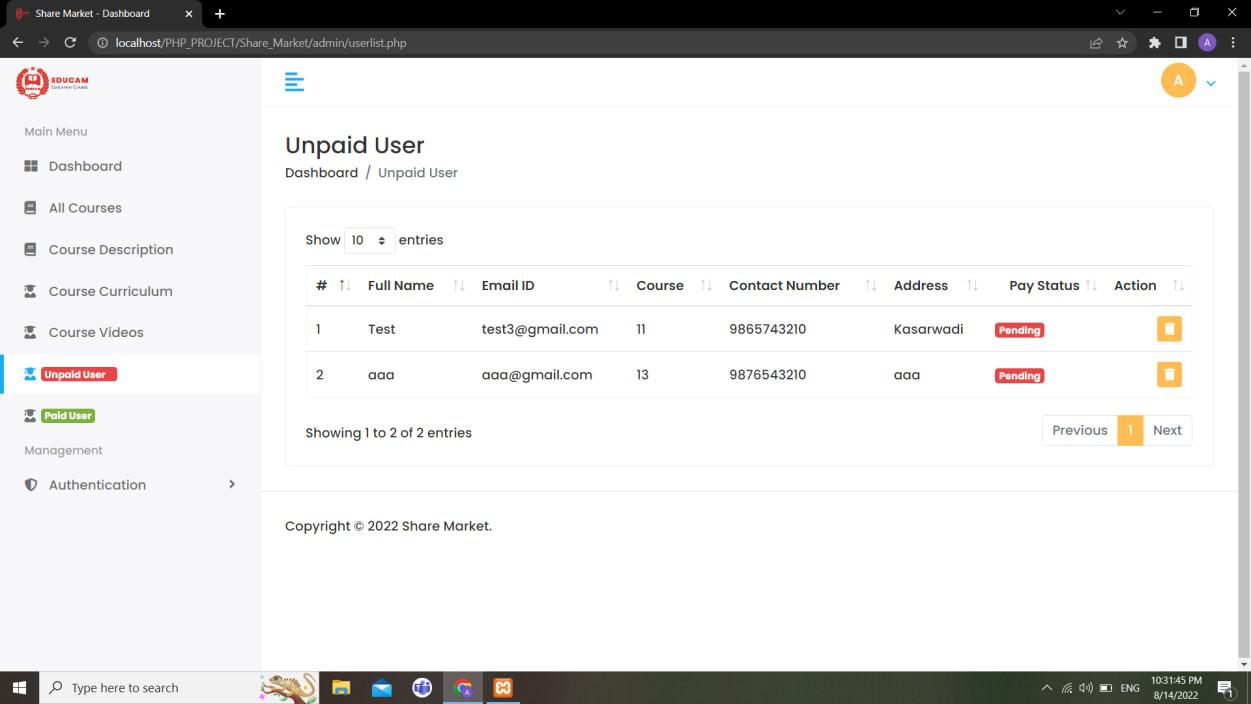 Share Market - Dashboard
localhost/PHP_PROJECT/Share_Market/admin/userlist.php
A
EDUCAM
EDUCATION COURSE
A
Main Menu
Dashboard
All Courses
Course Description
Course Curriculum
Course Videos
Unpaid User
Paid User
Management
Authentication
Unpaid User
Dashboard / Unpaid User
Show 10 entries
# Full Name Email ID Course Contact Number Address Pay Status Action
1 Test test3@gmail.com 11 9865743210 Kasarwadi Pending
2 aaa aaa@gmail.com 13 9876543210 aaa Pending
Showing 1 to 2 of 2 entries
Previous 1 Next
Copyright © 2022 Share Market.
Type here to search
ENG
10:31:45 PM
8/14/2022
1